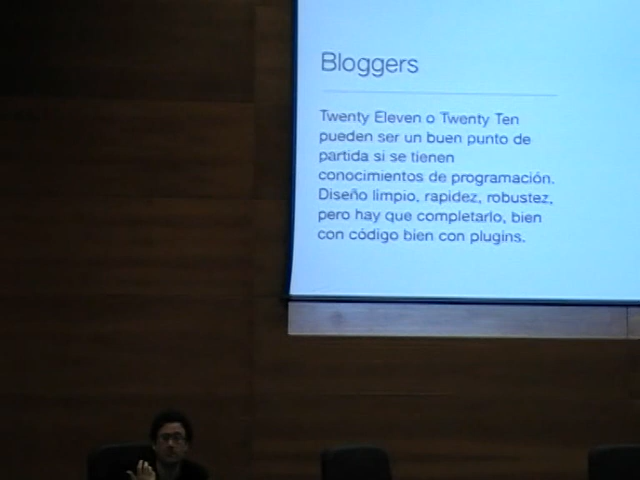 Bloggers
Twenty Eleven o Twenty Ten
pueden ser un buen punto de
partida si se tienen
conocimientos de programación.
Diseño limpio, rapidez, robustez,
pero hay que completarlo, bien
con código bien con plugins.